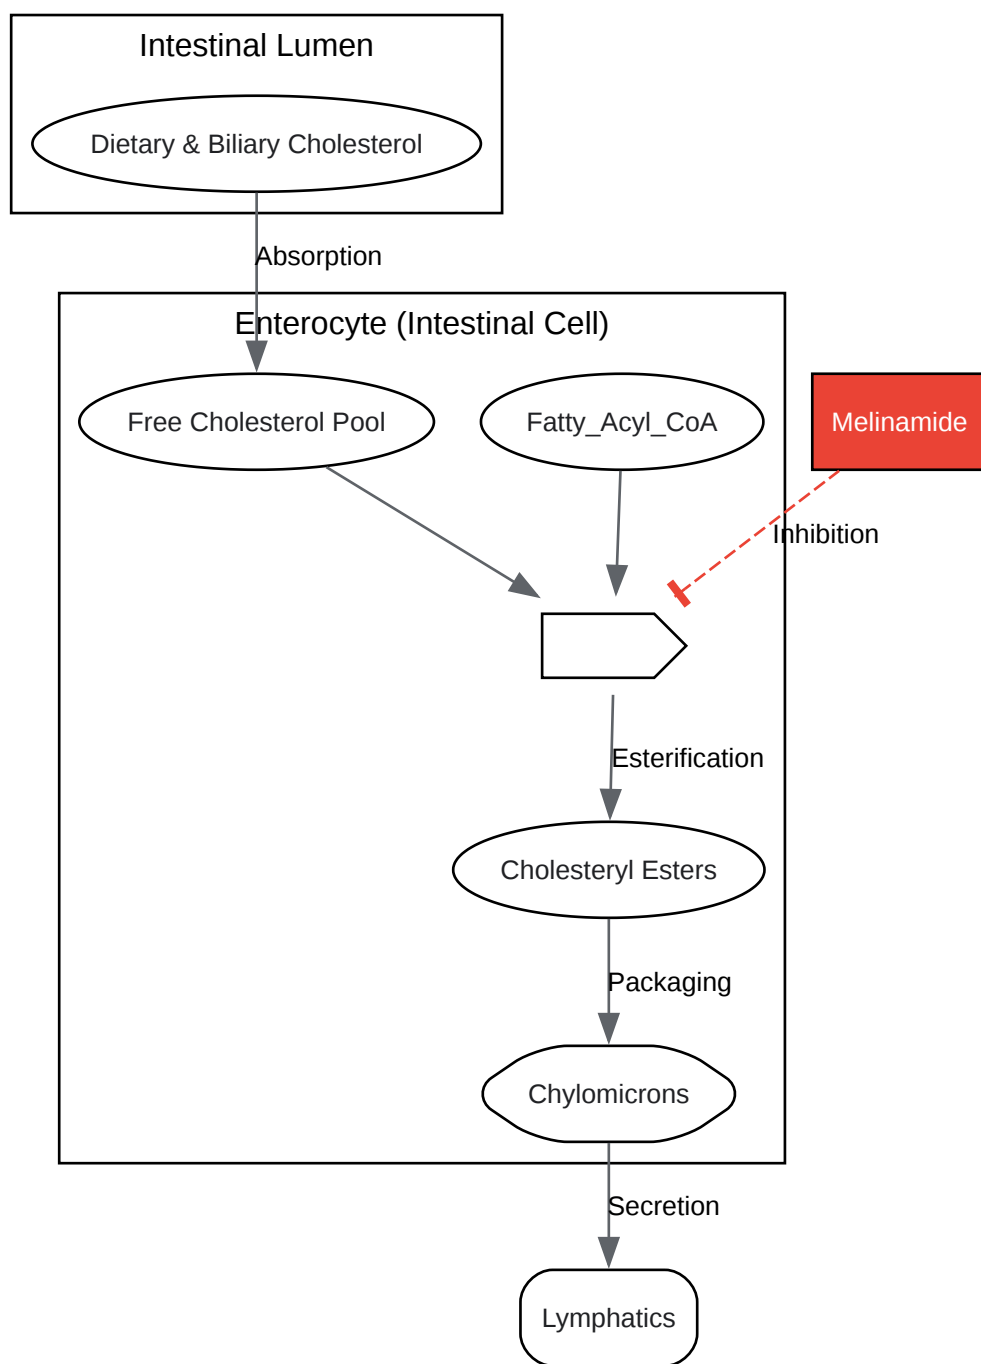 Intestinal Lumen
Dietary & Biliary Cholesterol
Absorption
Enterocyte (Intestinal Cell)
Free Cholesterol Pool
Fatty_Acyl_CoA
Melinamide
Inhibition
Esterification
Cholesteryl Esters
Packaging
Chylomicrons
Secretion
Lymphatics